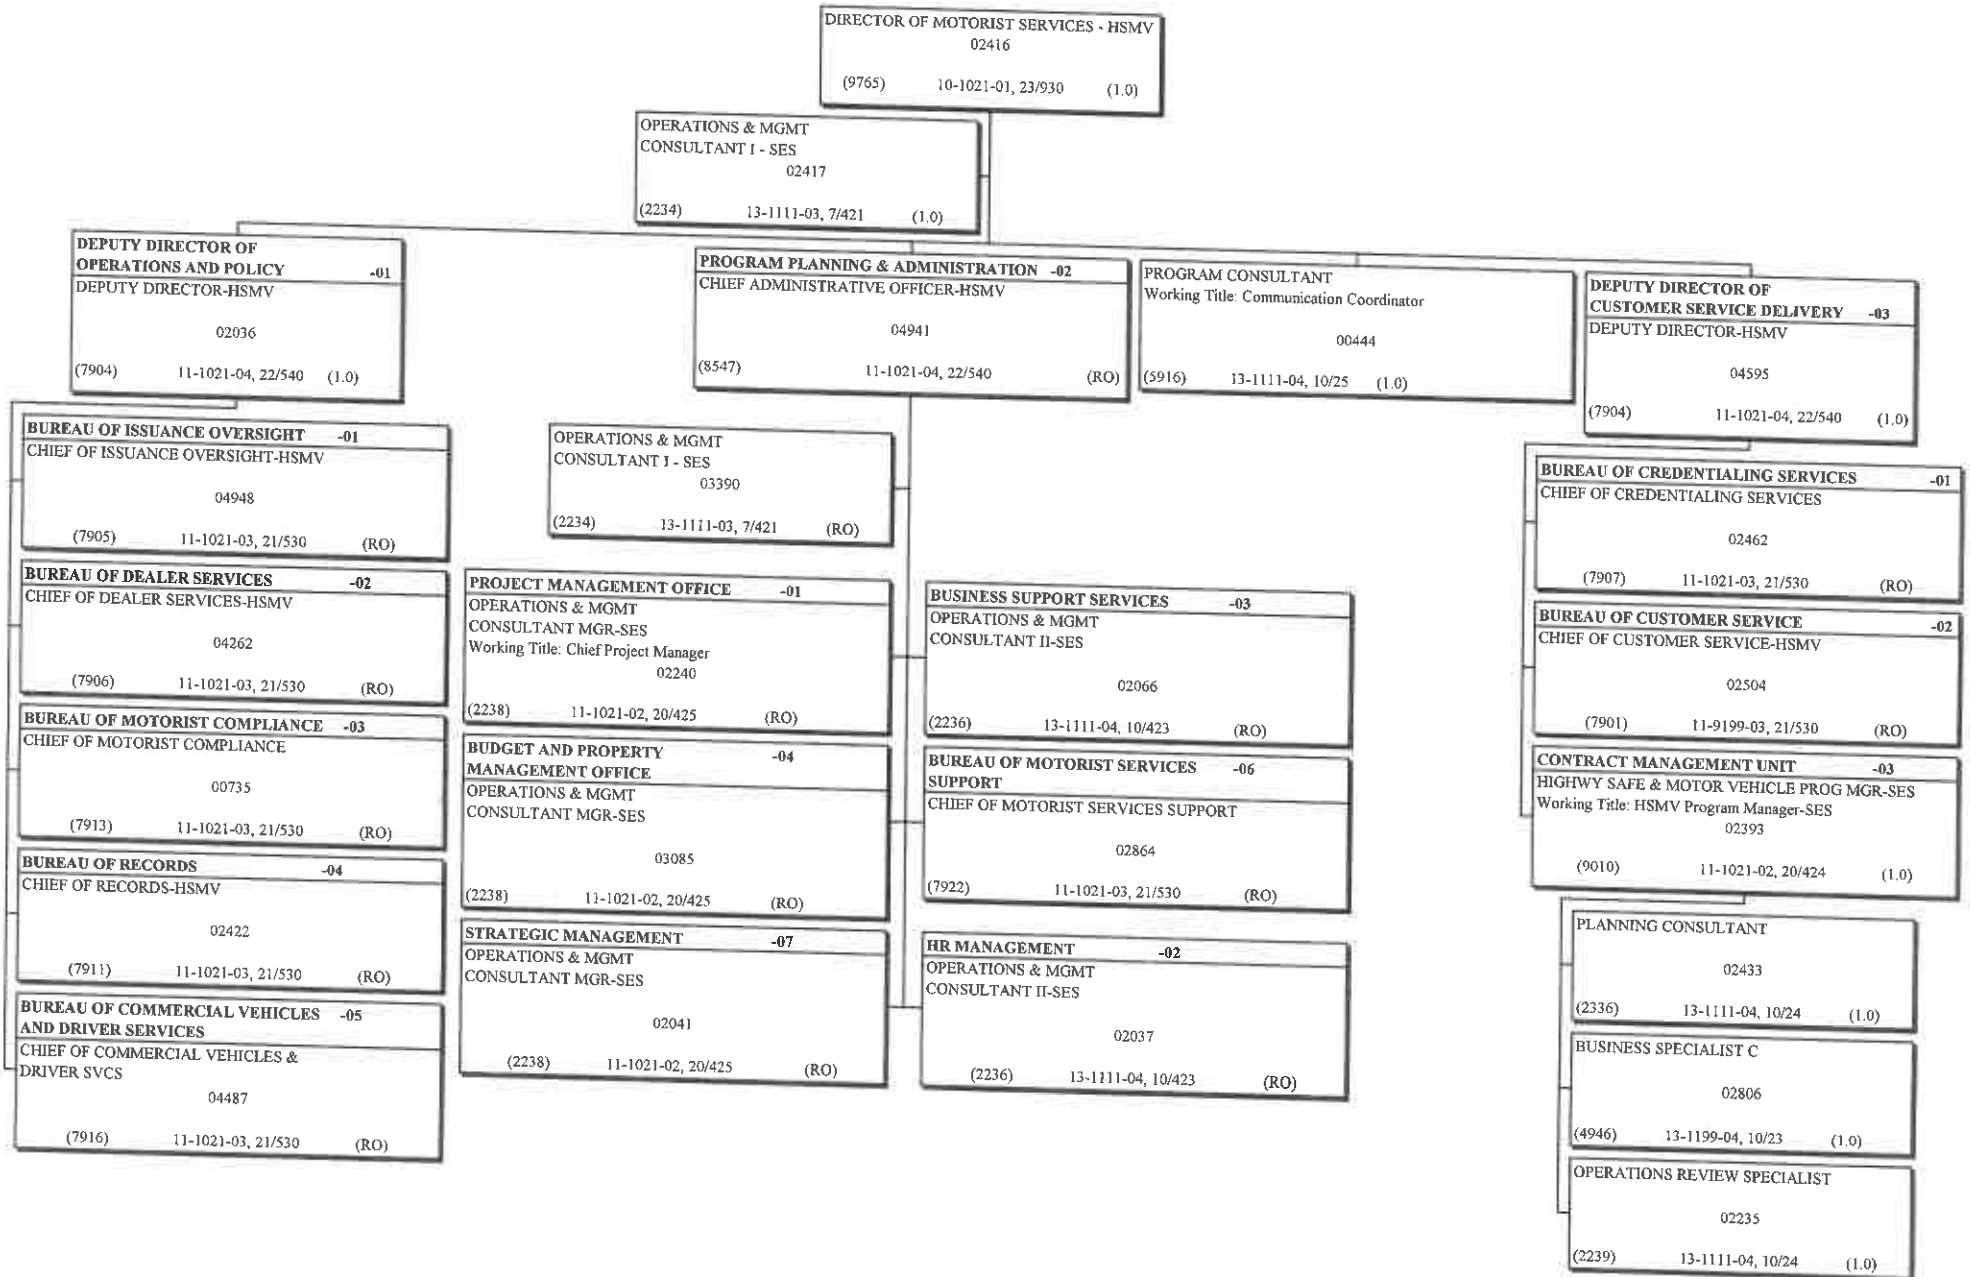 DIRECTOR OF MOTORIST SERVICES - HSMV
02416
(9765) 10-1021-01, 23/930 (1.0)
OPERATIONS & MGMT
CONSULTANT I - SES
02417
(2234) 13-1111-03, 7/421 (1.0)
DEPUTY DIRECTOR OF
OPERATIONS AND POLICY -01
DEPUTY DIRECTOR-HSMV
02036
(7904) 11-1021-04, 22/540 (1.0)
PROGRAM PLANNING & ADMINISTRATION -02
CHIEF ADMINISTRATIVE OFFICER-HSMV
04941
(8547) 11-1021-04, 22/540 (RO)
PROGRAM CONSULTANT
Working Title: Communication Coordinator
00444
(5916) 13-1111-04, 10/25 (1.0)
DEPUTY DIRECTOR OF
CUSTOMER SERVICE DELIVERY -03
DEPUTY DIRECTOR-HSMV
04595
(7904) 11-1021-04, 22/540 (1.0)
BUREAU OF ISSUANCE OVERSIGHT -01
CHIEF OF ISSUANCE OVERSIGHT-HSMV
04948
(7905) 11-1021-03, 21/530 (RO)
BUREAU OF DEALER SERVICES -02
CHIEF OF DEALER SERVICES-HSMV
04262
(7906) 11-1021-03, 21/530 (RO)
BUREAU OF MOTORIST COMPLIANCE -03
CHIEF OF MOTORIST COMPLIANCE
00735
(7913) 11-1021-03, 21/530 (RO)
BUREAU OF RECORDS -04
CHIEF OF RECORDS-HSMV
02422
(7911) 11-1021-03, 21/530 (RO)
BUREAU OF COMMERCIAL VEHICLES -05
AND DRIVER SERVICES
CHIEF OF COMMERCIAL VEHICLES &
DRIVER SVCS
04487
(7916) 11-1021-03, 21/530 (RO)
OPERATIONS & MGMT
CONSULTANT I - SES
03390
(2234) 13-1111-03, 7/421 (RO)
PROJECT MANAGEMENT OFFICE -01
OPERATIONS & MGMT
CONSULTANT MGR-SES
Working Title: Chief Project Manager
02240
(2238) 11-1021-02, 20/425 (RO)
BUSINESS SUPPORT SERVICES -03
OPERATIONS & MGMT
CONSULTANT II-SES
02066
(2236) 13-1111-04, 10/423 (RO)
BUDGET AND PROPERTY -04
MANAGEMENT OFFICE
OPERATIONS & MGMT
CONSULTANT MGR-SES
03085
(2238) 11-1021-02, 20/425 (RO)
BUREAU OF MOTORIST SERVICES -06
SUPPORT
CHIEF OF MOTORIST SERVICES SUPPORT
02864
(7922) 11-1021-03, 21/530 (RO)
STRATEGIC MANAGEMENT -07
OPERATIONS & MGMT
CONSULTANT MGR-SES
02041
(2238) 11-1021-02, 20/425 (RO)
HR MANAGEMENT -02
OPERATIONS & MGMT
CONSULTANT II-SES
02037
(2236) 13-1111-04, 10/423 (RO)
BUREAU OF CREDENTIALING SERVICES -01
CHIEF OF CREDENTIALING SERVICES
02462
(7907) 11-1021-03, 21/530 (RO)
BUREAU OF CUSTOMER SERVICE -02
CHIEF OF CUSTOMER SERVICE-HSMV
02504
(7901) 11-9199-03, 21/530 (RO)
CONTRACT MANAGEMENT UNIT -03
HIGHWY SAFE & MOTOR VEHICLE PROG MGR-SES
Working Title: HSMV Program Manager-SES
02393
(9010) 11-1021-02, 20/424 (1.0)
PLANNING CONSULTANT
02433
(2336) 13-1111-04, 10/24 (1.0)
BUSINESS SPECIALIST C
02806
(4946) 13-1199-04, 10/23 (1.0)
OPERATIONS REVIEW SPECIALIST
02235
(2239) 13-1111-04, 10/24 (1.0)